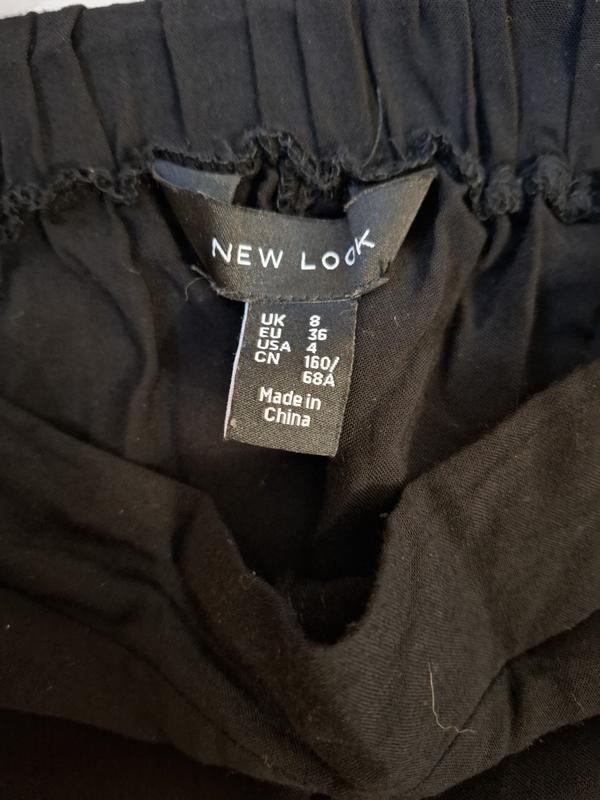 NEW LOOK
UK 8
EU 36
USA 4
CN 160/
68A
Made in
China